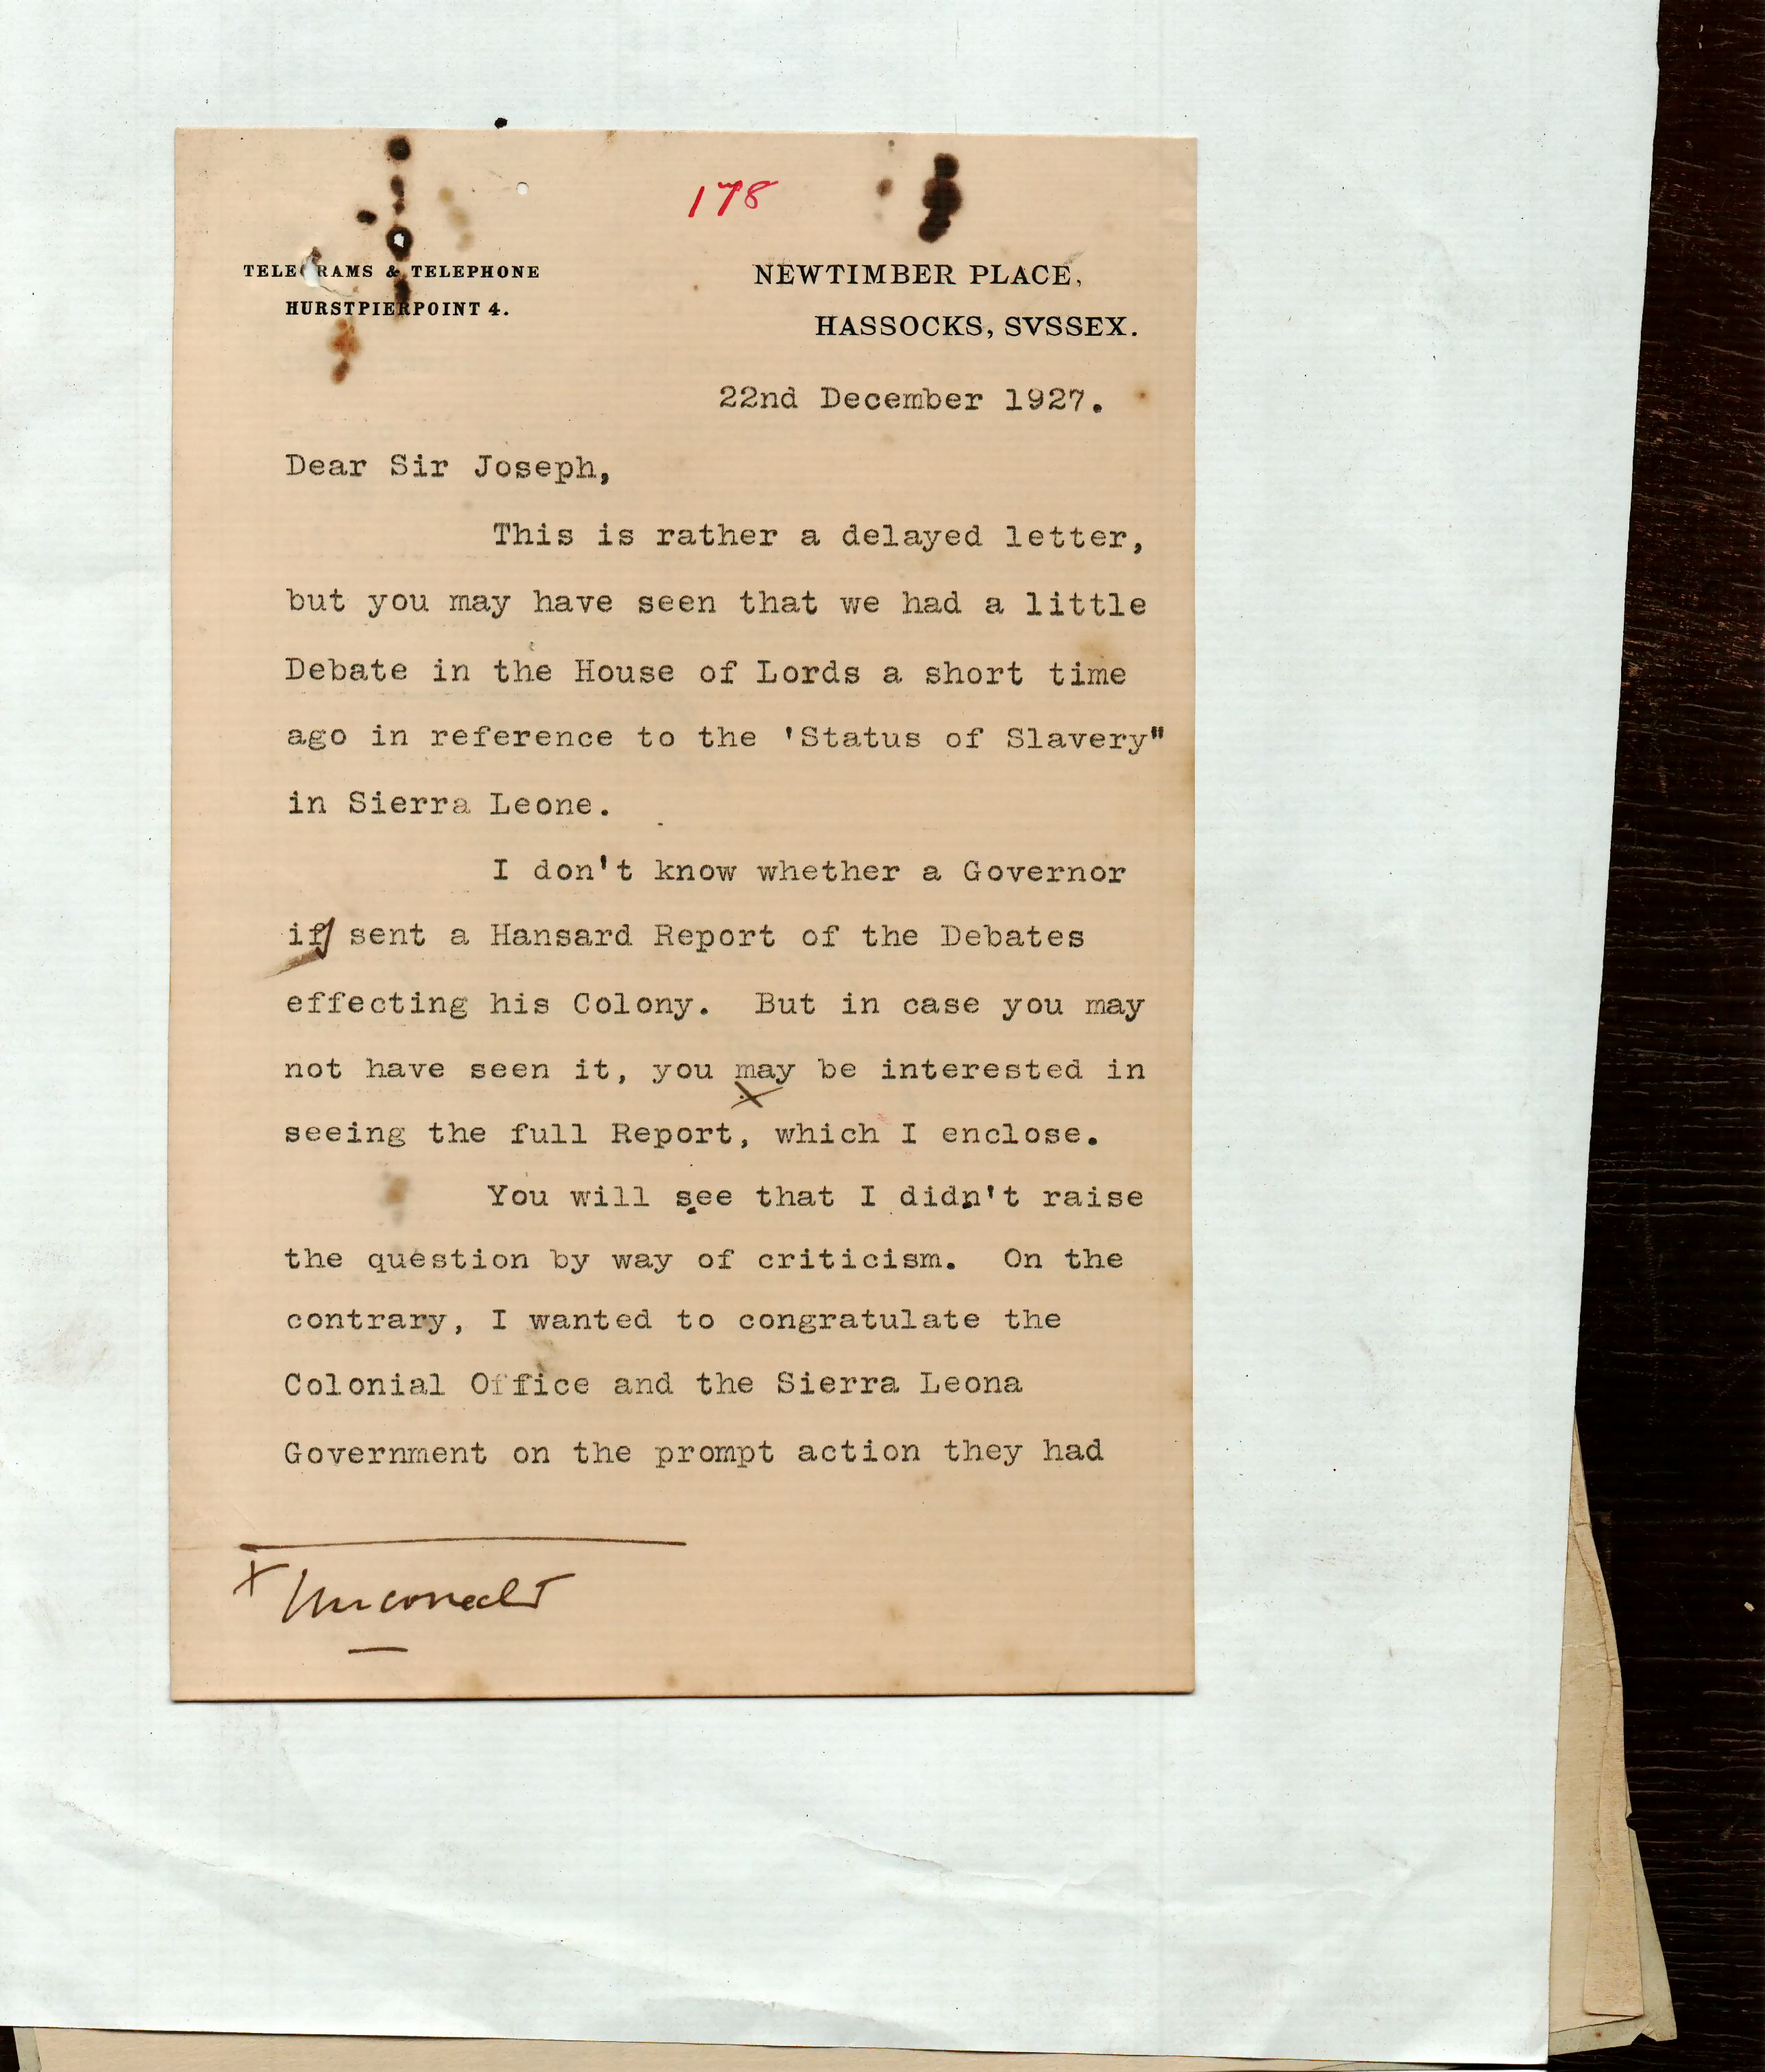 178
TELEGRAMS & TELEPHONE
HURSTPIERPOINT 4.
NEWTIMBER PLACE,
HASSOCKS, SVSSEX.
22nd December 1927.
Dear Sir Joseph,
This is rather a delayed letter,
but you may have seen that we had a little
Debate in the House of Lords a short time
ago in reference to the 'Status of Slavery"
in Sierra Leone.
I don't know whether a Governor
if sent a Hansard Report of the Debates
effecting his Colony. But in case you may
not have seen it, you may be interested in
seeing the full Report, which I enclose.
You will see that I didn't raise
the question by way of criticism. On the
contrary, I wanted to congratulate the
Colonial Office and the Sierra Leona
Government on the prompt action they had
x